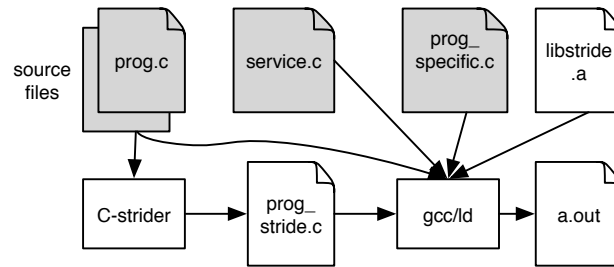 source
files
prog.c
service.c
prog_
specific.c
libstride
.a
C-strider
prog_
stride.c
gcc/ld
a.out